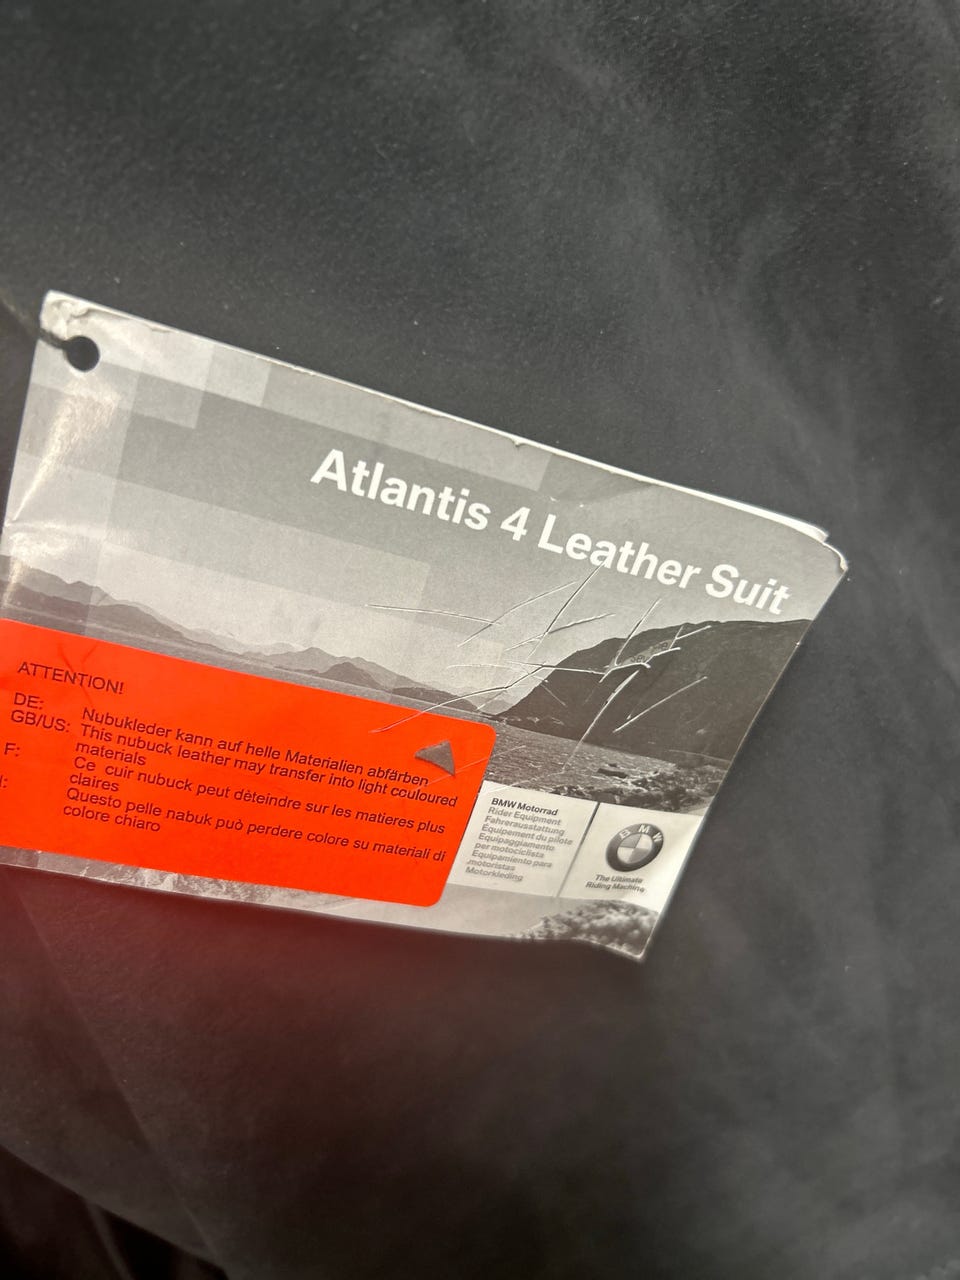 Atlantis 4 Leather Suit
ATTENTION!
DE: Nubukleder kann auf helle Materialien abfärben
GB/US: This nubuck leather may transfer into light couloured
materials
F: Ce cuir nubuck peut dèteindre sur les matieres plus
claires
I: Questo pelle nabuk può perdere colore su materiali di
colore chiaro
BMW Motorrad
Rider Equipment
Fahrerausstattung
Équipement du pilote
Equipaggiamento
per motociclista
Equipamiento para
motoristas
Motorkleding
BMW
The Ultimate
Riding Machine